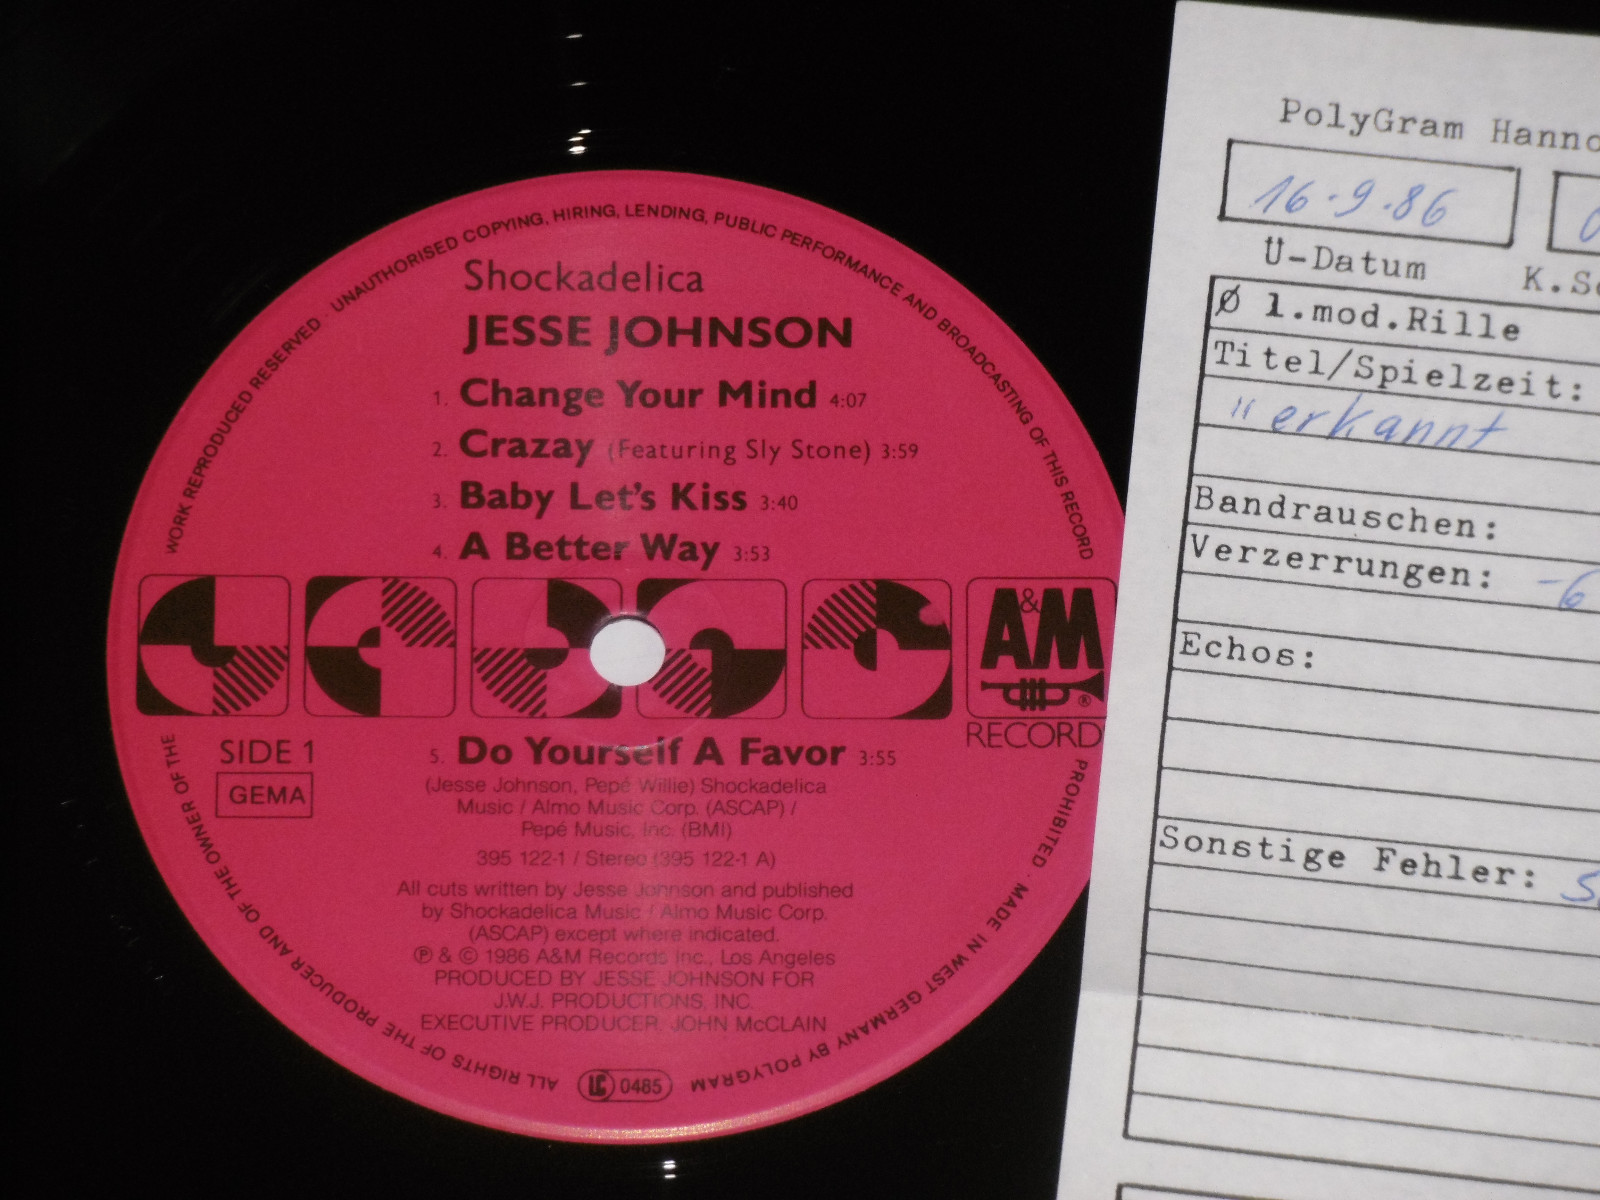 WORK REPRODUCED RESERVED · UNAUTHORISED COPYING, HIRING, LENDING, PUBLIC PERFORMANCE AND BROADCASTING OF THIS RECORD PROHIBITED · MADE IN WEST GERMANY BY POLYGRAM
ALL RIGHTS OF THE PRODUCER AND OF THE OWNER OF THE
Shockadelica
JESSE JOHNSON
1. Change Your Mind 4:07
2. Crazay (Featuring Sly Stone) 3:59
3. Baby Let's Kiss 3:40
4. A Better Way 3:53
A&M
®
RECORD
SIDE 1
GEMA
5. Do Yourself A Favor 3:55
(Jesse Johnson, Pepé Willie) Shockadelica
Music / Almo Music Corp. (ASCAP) /
Pepé Music, Inc. (BMI)
395 122-1 / Stereo (395 122-1 A)
All cuts written by Jesse Johnson and published
by Shockadelica Music / Almo Music Corp.
(ASCAP) except where indicated.
℗ & © 1986 A&M Records Inc., Los Angeles
PRODUCED BY JESSE JOHNSON FOR
J.W.J. PRODUCTIONS, INC.
EXECUTIVE PRODUCER: JOHN McCLAIN
LC 0485
PolyGram Hanno
16.9.86
U-Datum
Ø 1.mod.Rille
Titel/Spielzeit:
" erkannt
Bandrauschen:
Verzerrungen: -6
Echos:
Sonstige Fehler: